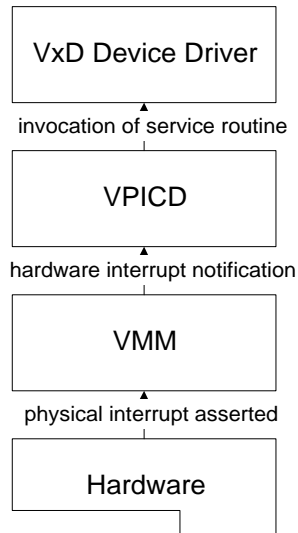 VxD Device Driver
invocation of service routine
VPICD
hardware interrupt notification
VMM
physical interrupt asserted
Hardware